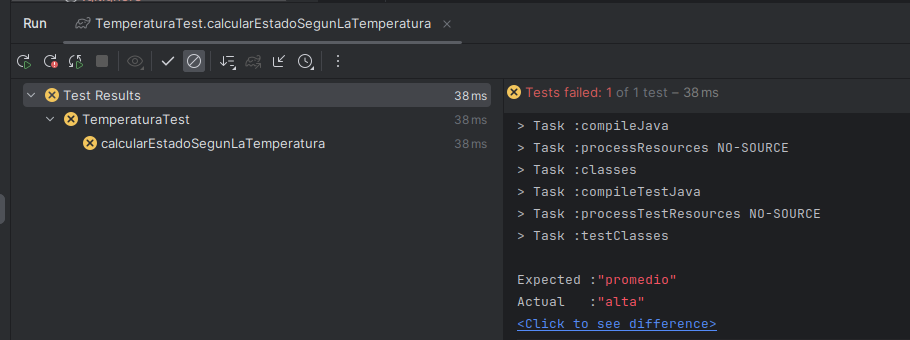 Run TemperaturaTest.calcularEstadoSegunLaTemperatura
Test Results 38 ms
TemperaturaTest 38 ms
calcularEstadoSegunLaTemperatura 38 ms
Tests failed: 1 of 1 test – 38 ms
> Task :compileJava
> Task :processResources NO-SOURCE
> Task :classes
> Task :compileTestJava
> Task :processTestResources NO-SOURCE
> Task :testClasses
Expected :"promedio"
Actual   :"alta"
<Click to see difference>